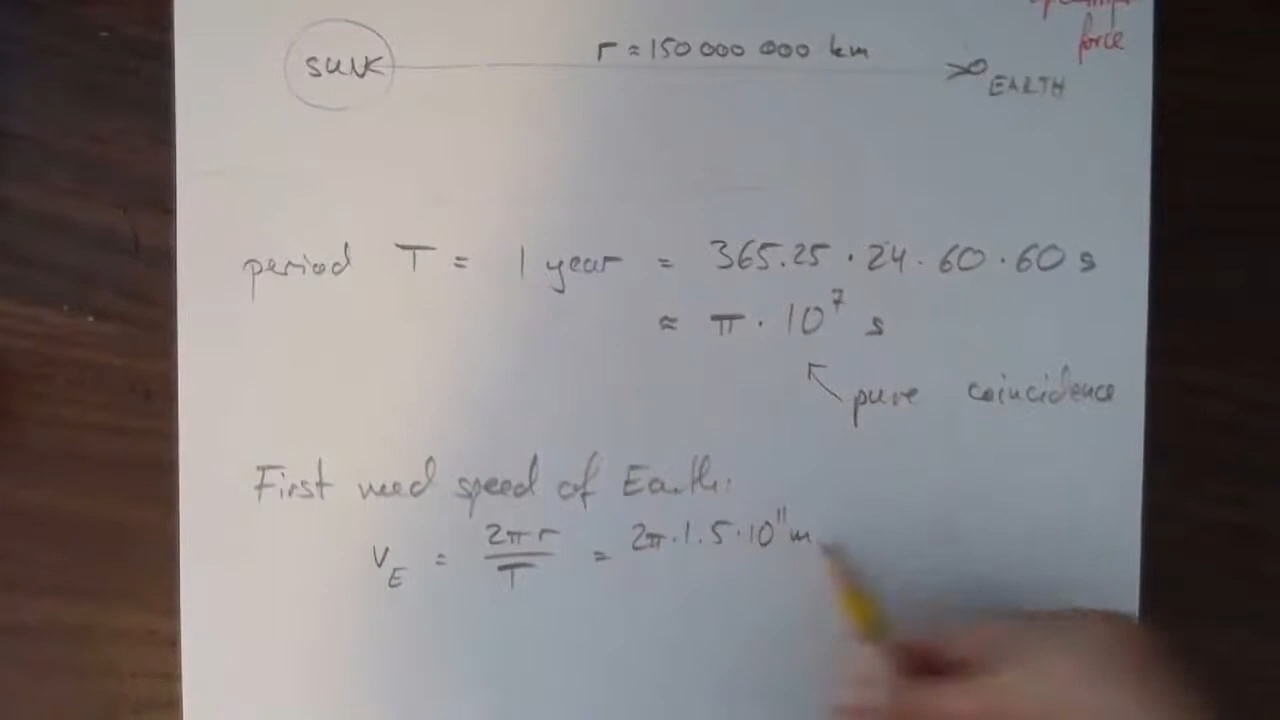 force
SUN
r ≈ 150 000 000 km
EARTH
period T = 1 year = 365.25 · 24 · 60 · 60 s
≈ π · 10⁷ s
pure coincidence
First need speed of Earth:
v_E = 2πr / T = 2π · 1.5 · 10¹¹ m